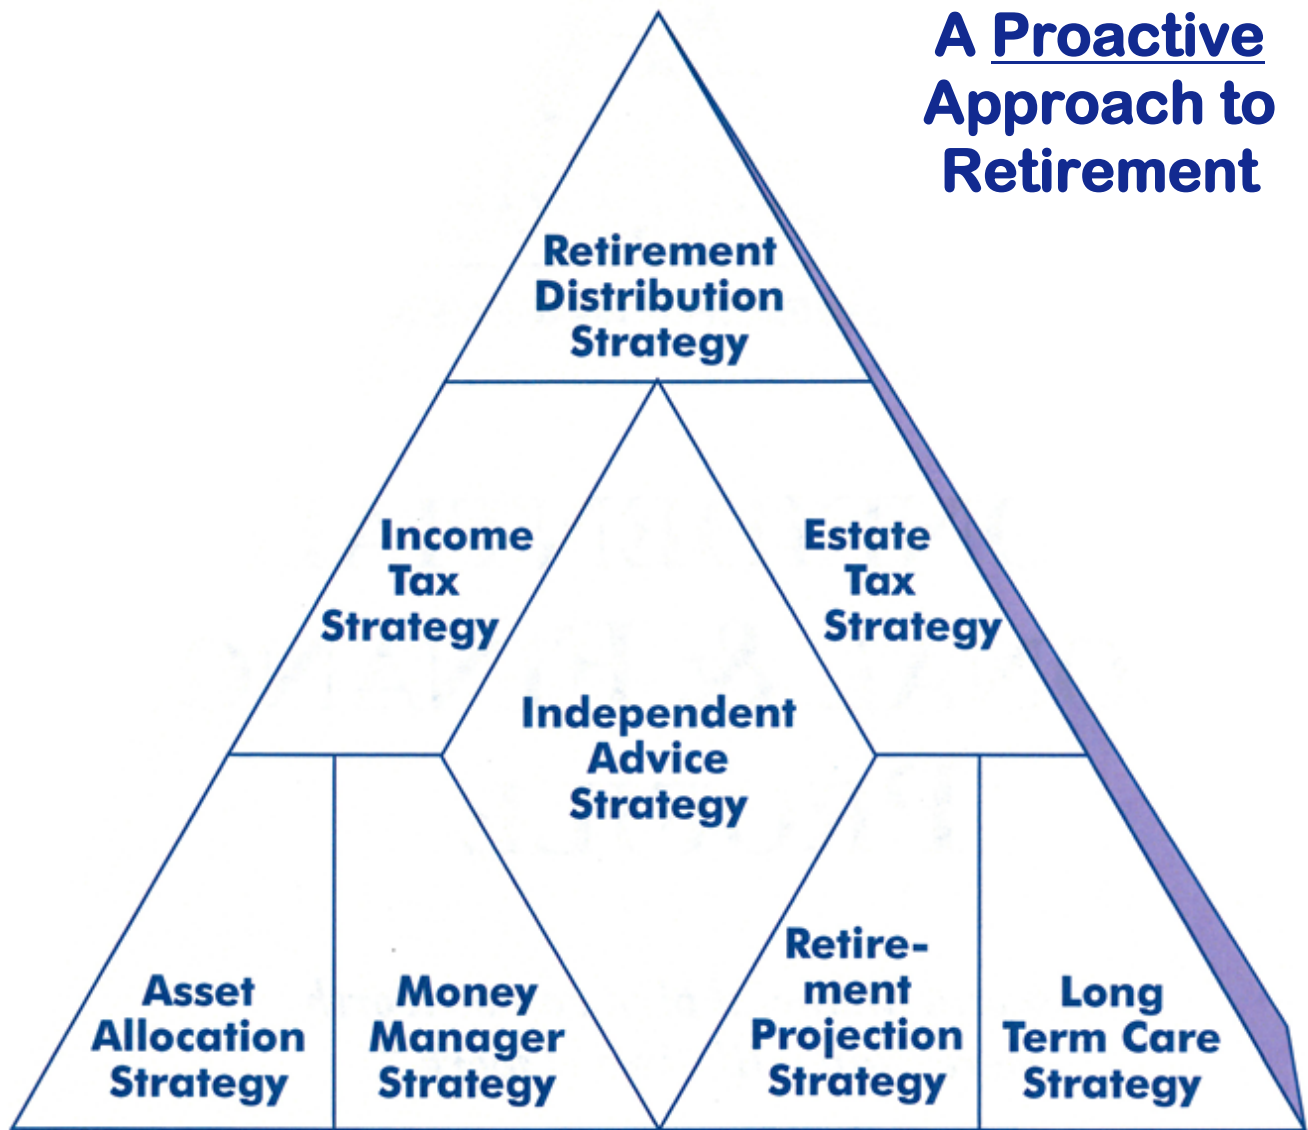 A Proactive
Approach to
Retirement
Retirement
Distribution
Strategy
Income
Tax
Strategy
Estate
Tax
Strategy
Independent
Advice
Strategy
Asset
Allocation
Strategy
Money
Manager
Strategy
Retire-
ment
Projection
Strategy
Long
Term Care
Strategy